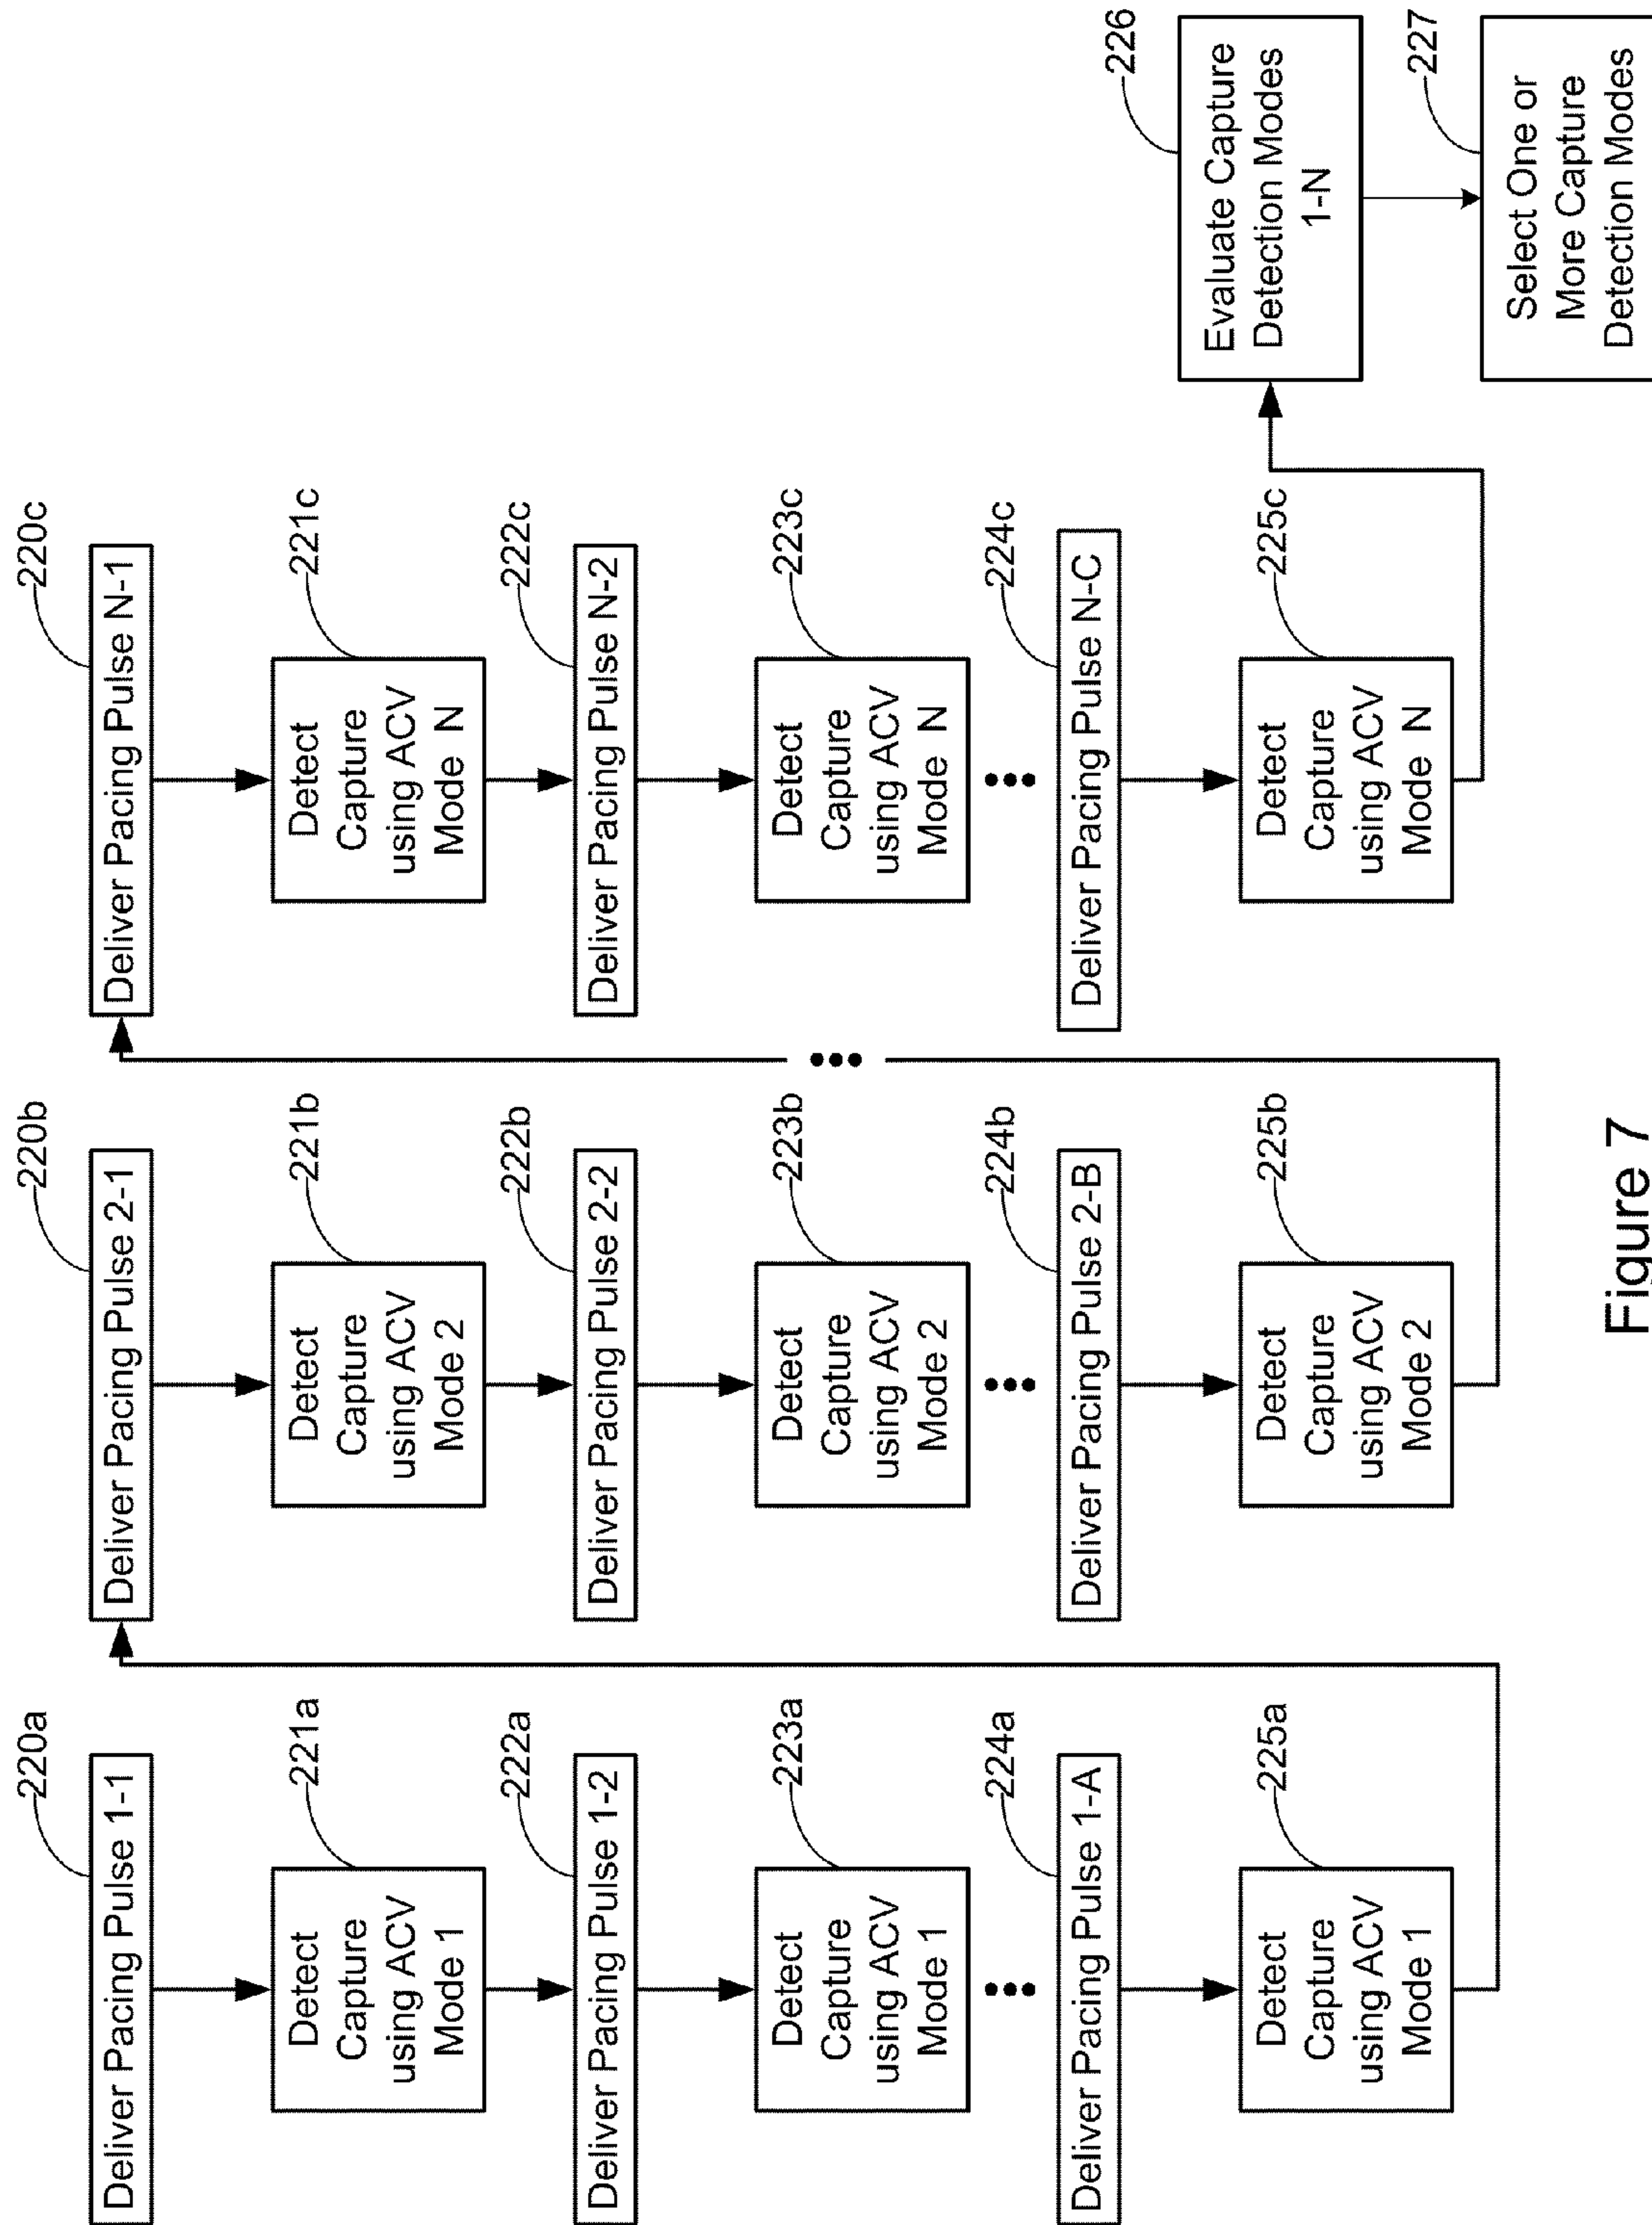 220a
Deliver Pacing Pulse 1-1
221a
Detect
Capture
using ACV
Mode 1
222a
Deliver Pacing Pulse 1-2
223a
Detect
Capture
using ACV
Mode 1
•••
224a
Deliver Pacing Pulse 1-A
225a
Detect
Capture
using ACV
Mode 1
220b
Deliver Pacing Pulse 2-1
221b
Detect
Capture
using ACV
Mode 2
222b
Deliver Pacing Pulse 2-2
223b
Detect
Capture
using ACV
Mode 2
•••
224b
Deliver Pacing Pulse 2-B
225b
Detect
Capture
using ACV
Mode 2
•••
220c
Deliver Pacing Pulse N-1
221c
Detect
Capture
using ACV
Mode N
222c
Deliver Pacing Pulse N-2
223c
Detect
Capture
using ACV
Mode N
•••
224c
Deliver Pacing Pulse N-C
225c
Detect
Capture
using ACV
Mode N
226
Evaluate Capture
Detection Modes
1-N
227
Select One or
More Capture
Detection Modes
Figure 7